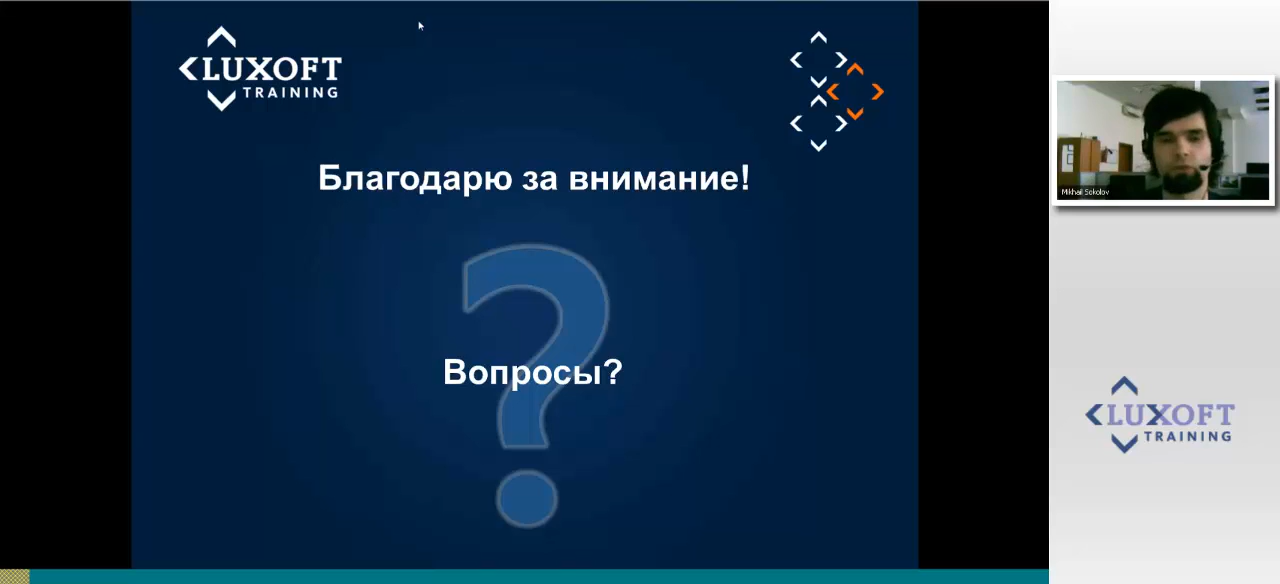 LUXOFT
TRAINING
Благодарю за внимание!
Вопросы?
Mikhail Sokolov
LUXOFT
TRAINING